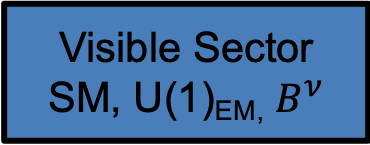 Visible Sector
SM, U(1)EM, Bν